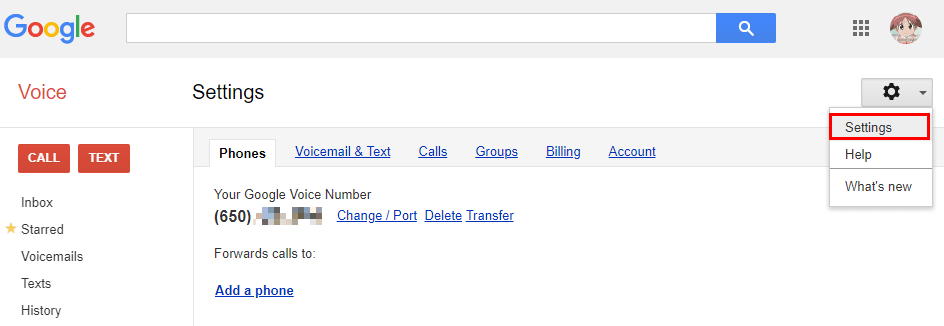 Google
Voice
Settings
Settings
Help
What's new
CALL TEXT
Inbox
Starred
Voicemails
Texts
History
Phones Voicemail & Text Calls Groups Billing Account
Your Google Voice Number
(650) Change / Port Delete Transfer
Forwards calls to:
Add a phone